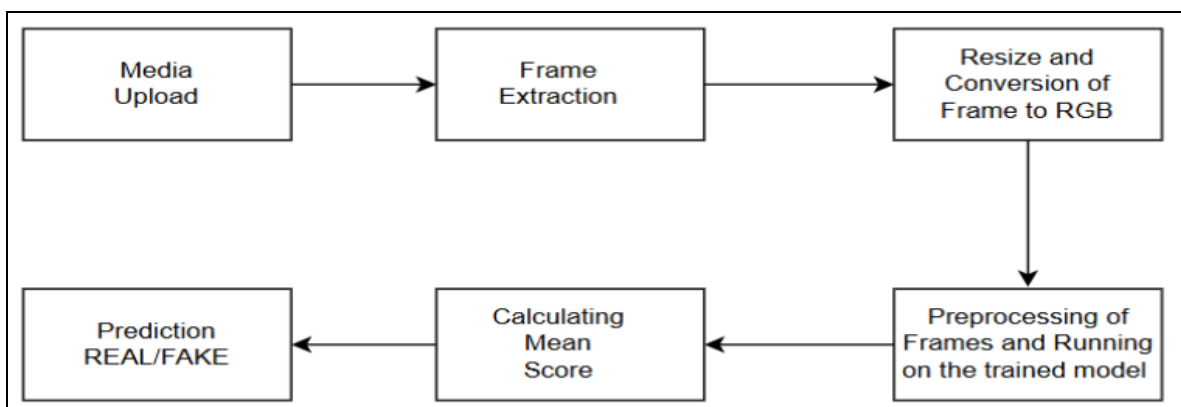 Media
Upload
Frame
Extraction
Resize and
Conversion of
Frame to RGB
Preprocessing of
Frames and Running
on the trained model
Calculating
Mean
Score
Prediction
REAL/FAKE